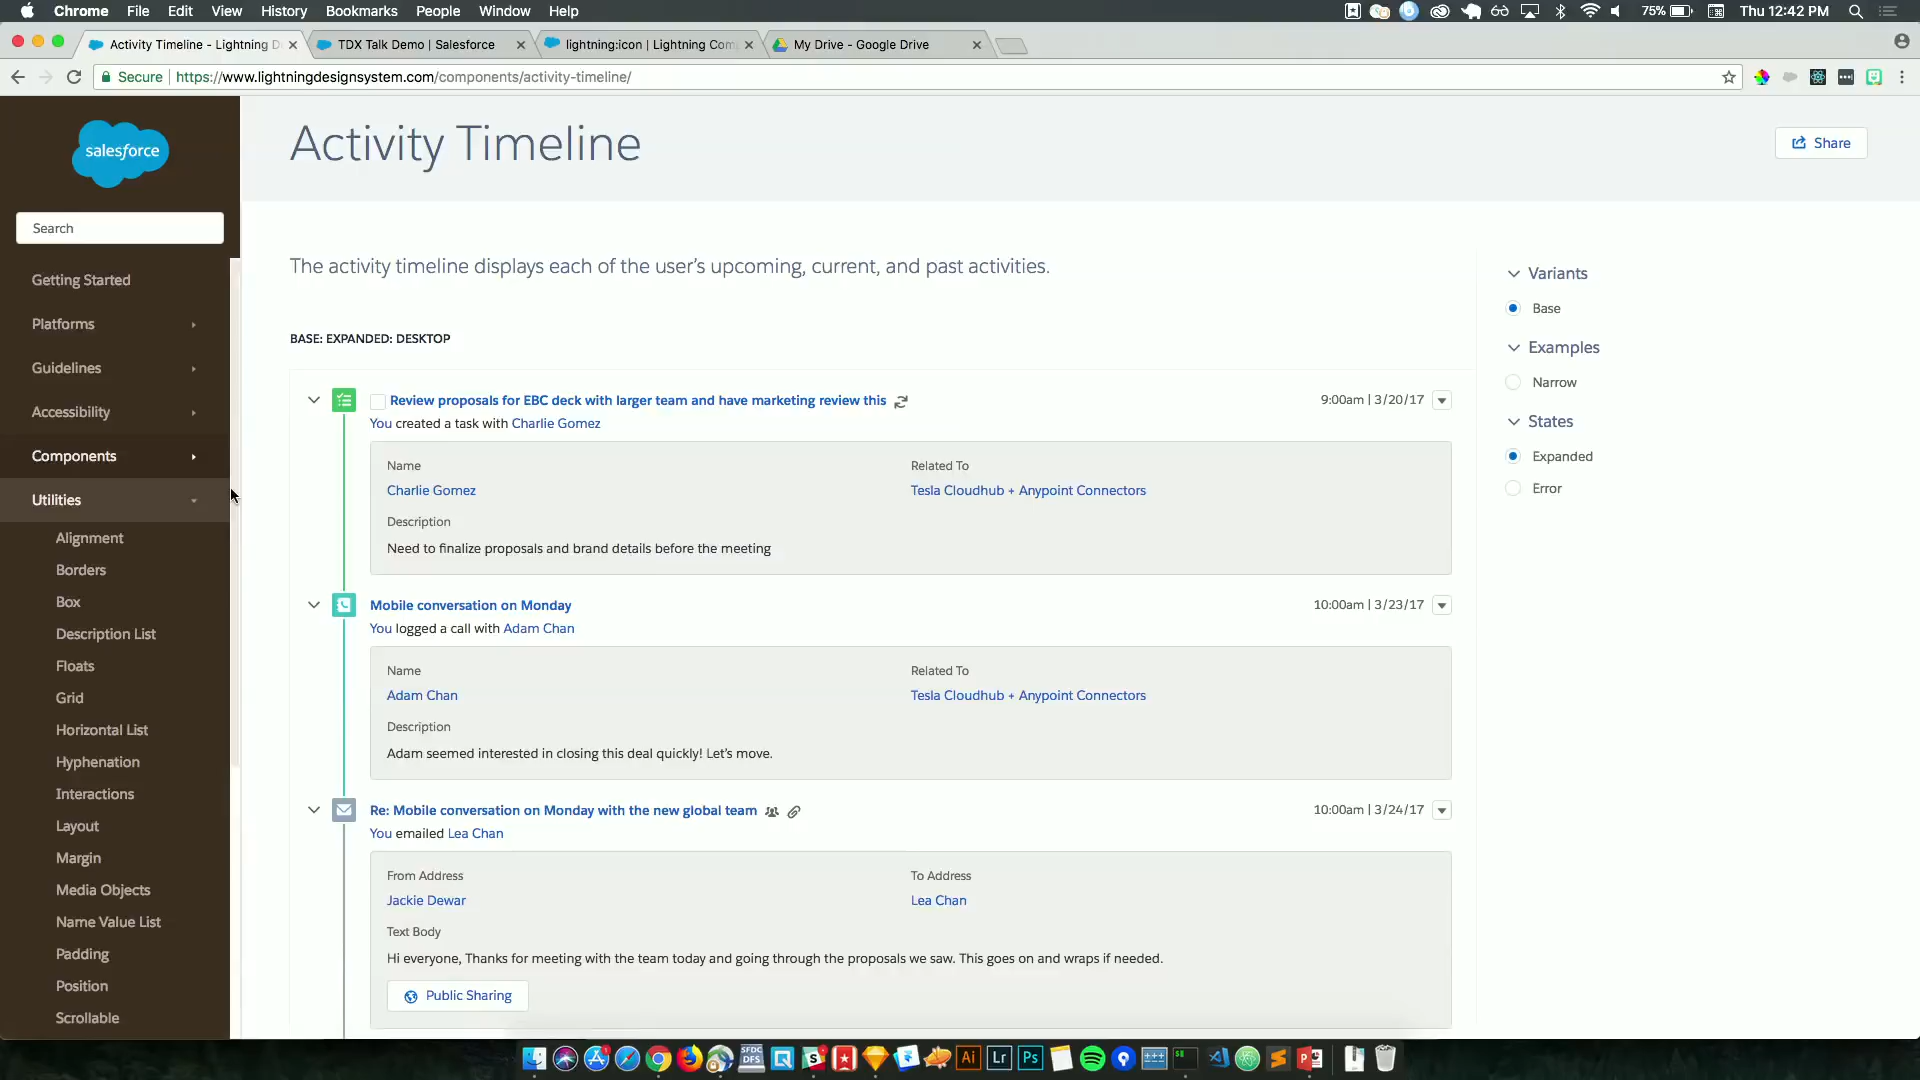 Chrome File Edit View History Bookmarks People Window Help 75% Thu 12:42 PM
Activity Timeline - Lightning D
TDX Talk Demo | Salesforce
lightning:icon | Lightning Com
My Drive - Google Drive
Secure https://www.lightningdesignsystem.com/components/activity-timeline/
salesforce
Search
Getting Started
Platforms
Guidelines
Accessibility
Components
Utilities
Alignment
Borders
Box
Description List
Floats
Grid
Horizontal List
Hyphenation
Interactions
Layout
Margin
Media Objects
Name Value List
Padding
Position
Scrollable
Activity Timeline
Share
The activity timeline displays each of the user's upcoming, current, and past activities.
BASE: EXPANDED: DESKTOP
Review proposals for EBC deck with larger team and have marketing review this
9:00am | 3/20/17
You created a task with Charlie Gomez
Name
Related To
Charlie Gomez
Tesla Cloudhub + Anypoint Connectors
Description
Need to finalize proposals and brand details before the meeting
Mobile conversation on Monday
10:00am | 3/23/17
You logged a call with Adam Chan
Name
Related To
Adam Chan
Tesla Cloudhub + Anypoint Connectors
Description
Adam seemed interested in closing this deal quickly! Let's move.
Re: Mobile conversation on Monday with the new global team
10:00am | 3/24/17
You emailed Lea Chan
From Address
To Address
Jackie Dewar
Lea Chan
Text Body
Hi everyone, Thanks for meeting with the team today and going through the proposals we saw. This goes on and wraps if needed.
Public Sharing
Variants
Base
Examples
Narrow
States
Expanded
Error
SFDC
DFS
Ai
Lr
Ps